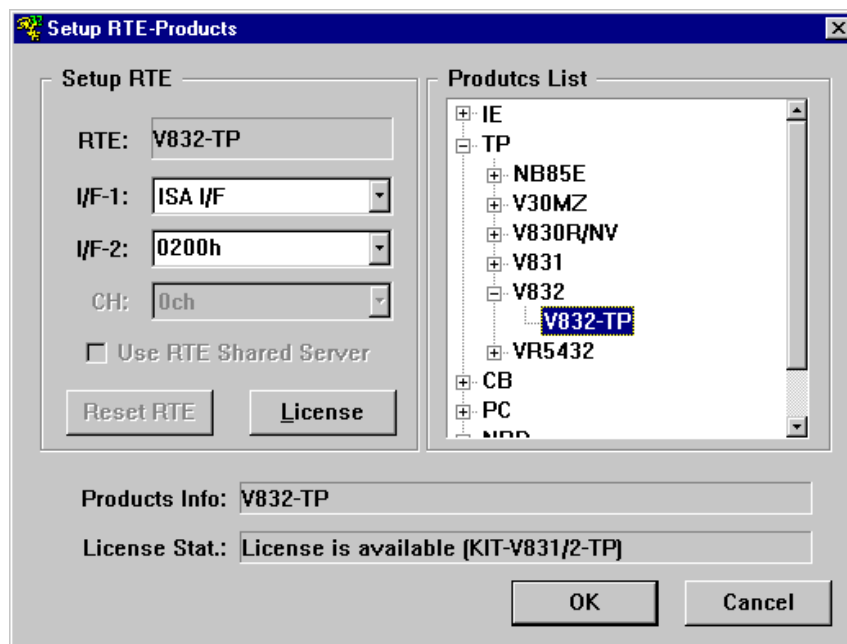 Setup RTE-Products
Setup RTE
RTE: V832-TP
I/F-1: ISA I/F
I/F-2: 0200h
CH: 0ch
Use RTE Shared Server
Reset RTE
License
Produtcs List
IE
TP
NB85E
V30MZ
V830R/NV
V831
V832
V832-TP
VR5432
CB
PC
Products Info: V832-TP
License Stat.: License is available (KIT-V831/2-TP)
OK
Cancel